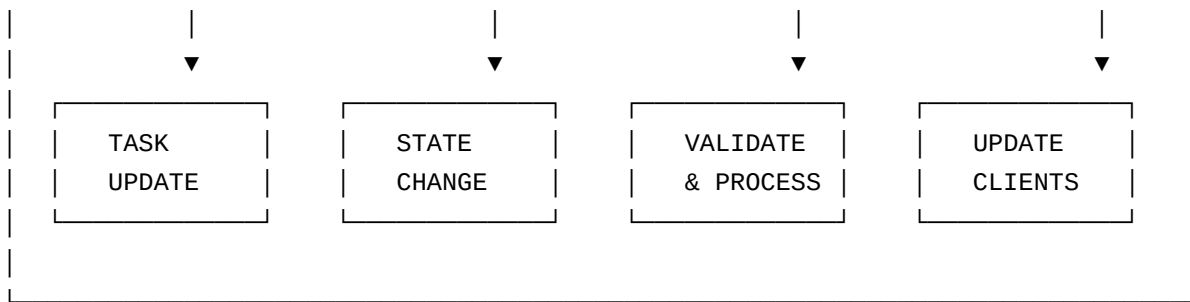 TASK STATE VALIDATE UPDATE
UPDATE CHANGE & PROCESS CLIENTS